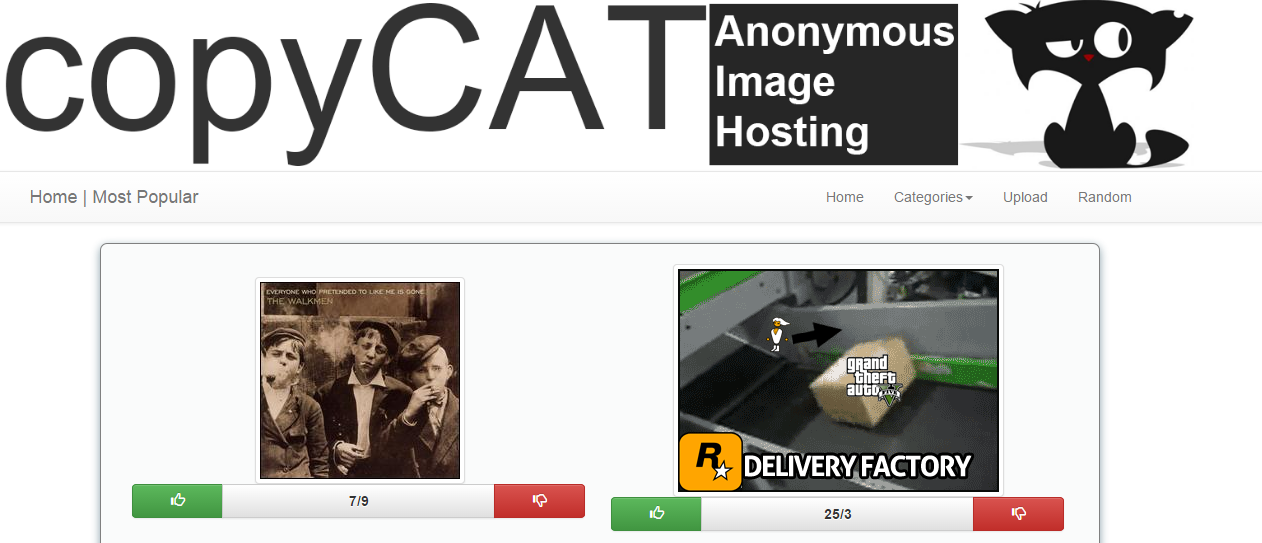 copyCAT
Anonymous
Image
Hosting
Home | Most Popular
Home
Categories
Upload
Random
EVERYONE WHO PRETENDED TO LIKE ME IS GONE
THE WALKMEN
grand
theft
auto
FIVE
R
DELIVERY FACTORY
7/9
25/3